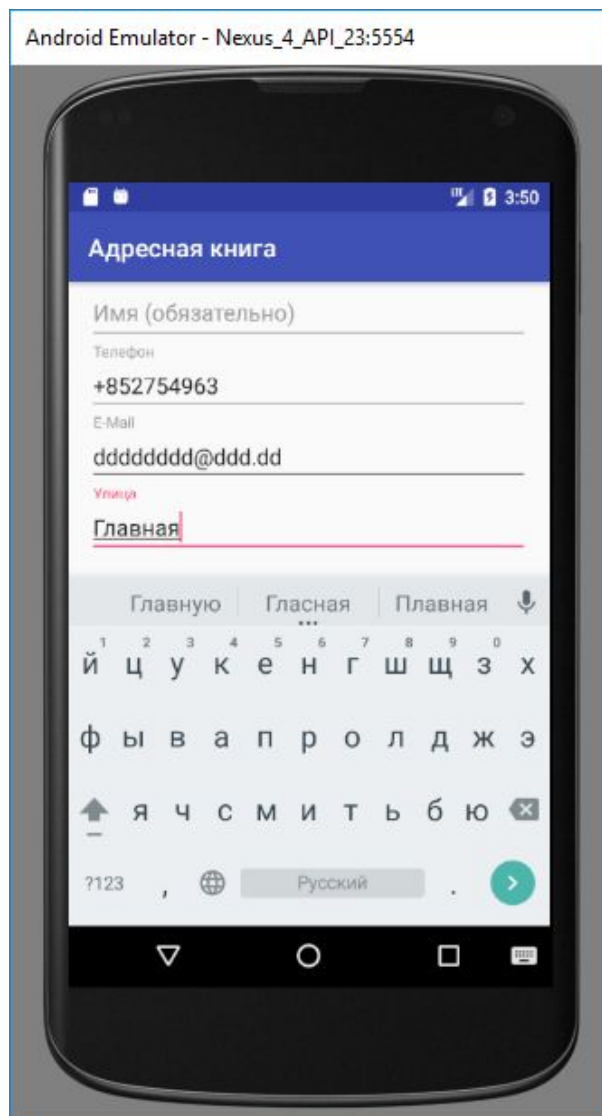 Android Emulator - Nexus_4_API_23:5554
LTE 3:50
Адресная книга
Имя (обязательно)
Телефон
+852754963
E-Mail
dddddddd@ddd.dd
Улица
Главная
Главную Гласная Плавная
1 2 3 4 5 6 7 8 9 0
й ц у к е н г ш щ з х
ф ы в а п р о л д ж э
я ч с м и т ь б ю
?123 , Русский .